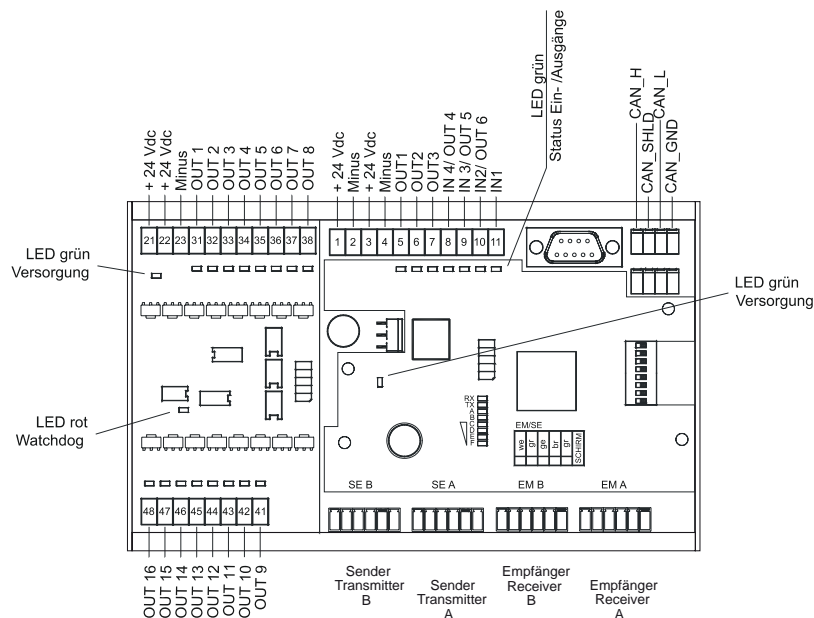 LED grün
Status Ein- /Ausgänge
CAN_H
CAN_SHLD
CAN_L
CAN_GND
+ 24 Vdc
+ 24 Vdc
Minus
OUT 1
OUT 2
OUT 3
OUT 4
OUT 5
OUT 6
OUT 7
OUT 8
+ 24 Vdc
Minus
+ 24 Vdc
Minus
OUT1
OUT2
OUT3
IN 4/ OUT 4
IN 3/ OUT 5
IN2/ OUT 6
IN1
21 22 23 31 32 33 34 35 36 37 38
1 2 3 4 5 6 7 8 9 10 11
LED grün
Versorgung
LED grün
Versorgung
LED rot
Watchdog
RX
TX
A
B
C
D
E
F
EM/SE
we
gr
ge
br
gr
SCHIRM
SE B
SE A
EM B
EM A
48 47 46 45 44 43 42 41
OUT 16
OUT 15
OUT 14
OUT 13
OUT 12
OUT 11
OUT 10
OUT 9
Sender
Transmitter
B
Sender
Transmitter
A
Empfänger
Receiver
B
Empfänger
Receiver
A